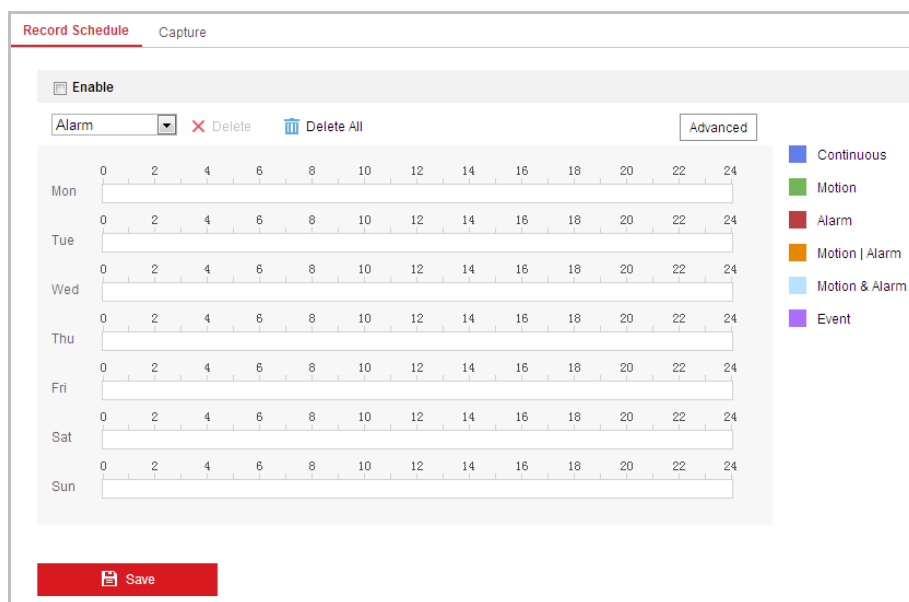 Record Schedule Capture
Enable
Alarm Delete Delete All Advanced
0 2 4 6 8 10 12 14 16 18 20 22 24
Mon
0 2 4 6 8 10 12 14 16 18 20 22 24
Tue
0 2 4 6 8 10 12 14 16 18 20 22 24
Wed
0 2 4 6 8 10 12 14 16 18 20 22 24
Thu
0 2 4 6 8 10 12 14 16 18 20 22 24
Fri
0 2 4 6 8 10 12 14 16 18 20 22 24
Sat
0 2 4 6 8 10 12 14 16 18 20 22 24
Sun
Continuous
Motion
Alarm
Motion | Alarm
Motion & Alarm
Event
Save